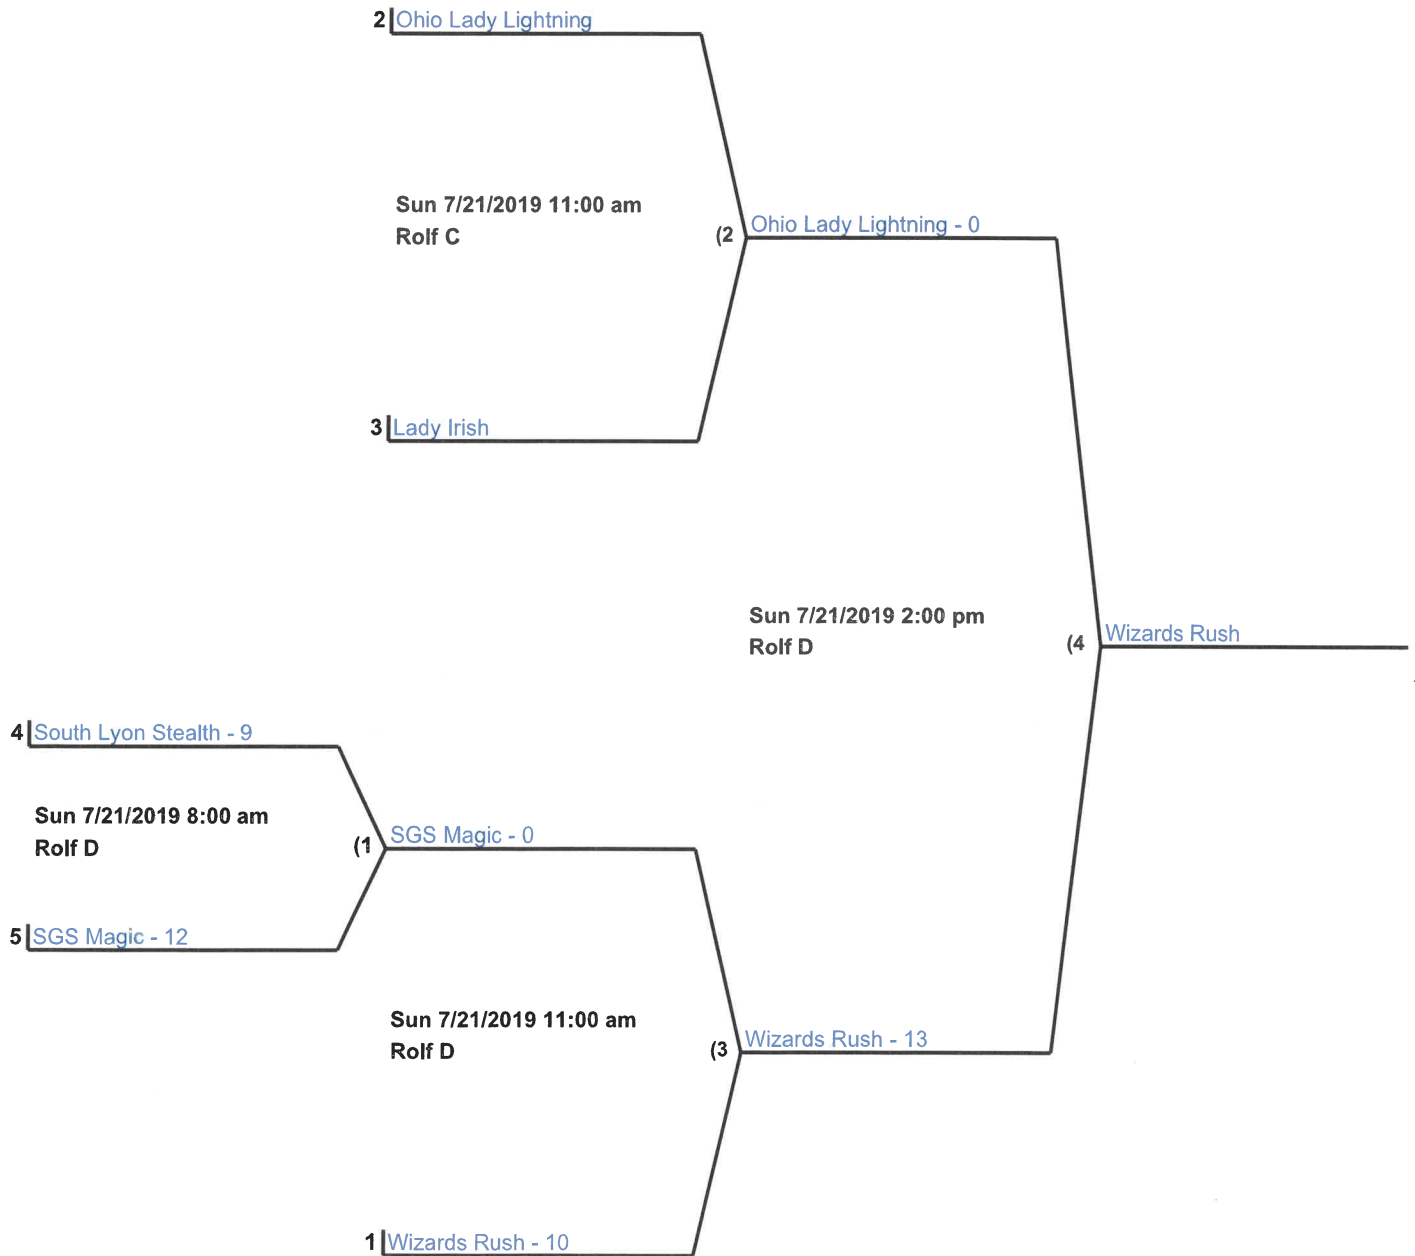 2 Ohio Lady Lightning
Sun 7/21/2019 11:00 am
Rolf C
(2 Ohio Lady Lightning - 0
3 Lady Irish
Sun 7/21/2019 2:00 pm
Rolf D
(4 Wizards Rush
4 South Lyon Stealth - 9
Sun 7/21/2019 8:00 am
Rolf D
(1 SGS Magic - 0
5 SGS Magic - 12
Sun 7/21/2019 11:00 am
Rolf D
(3 Wizards Rush - 13
1 Wizards Rush - 10